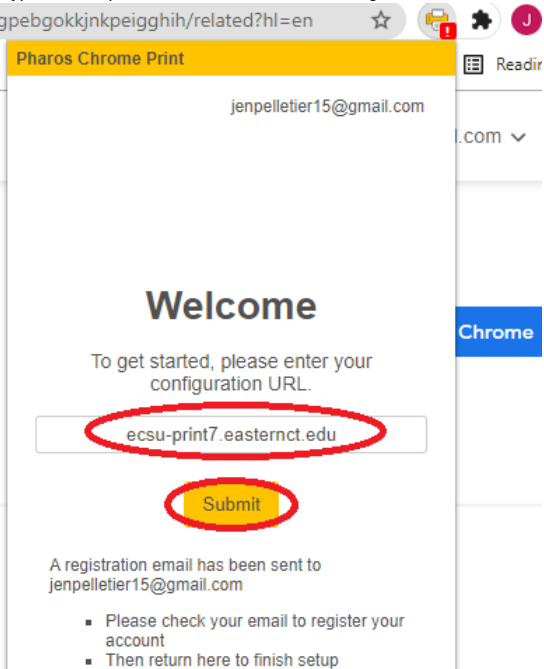 gpebgokkjnkpeigghih/related?hl=en
J
Pharos Chrome Print
Readin
jenpelletier15@gmail.com
l.com
Welcome
Chrome
To get started, please enter your
configuration URL.
ecsu-print7.easternct.edu
Submit
A registration email has been sent to
jenpelletier15@gmail.com
▪ Please check your email to register your
account
▪ Then return here to finish setup